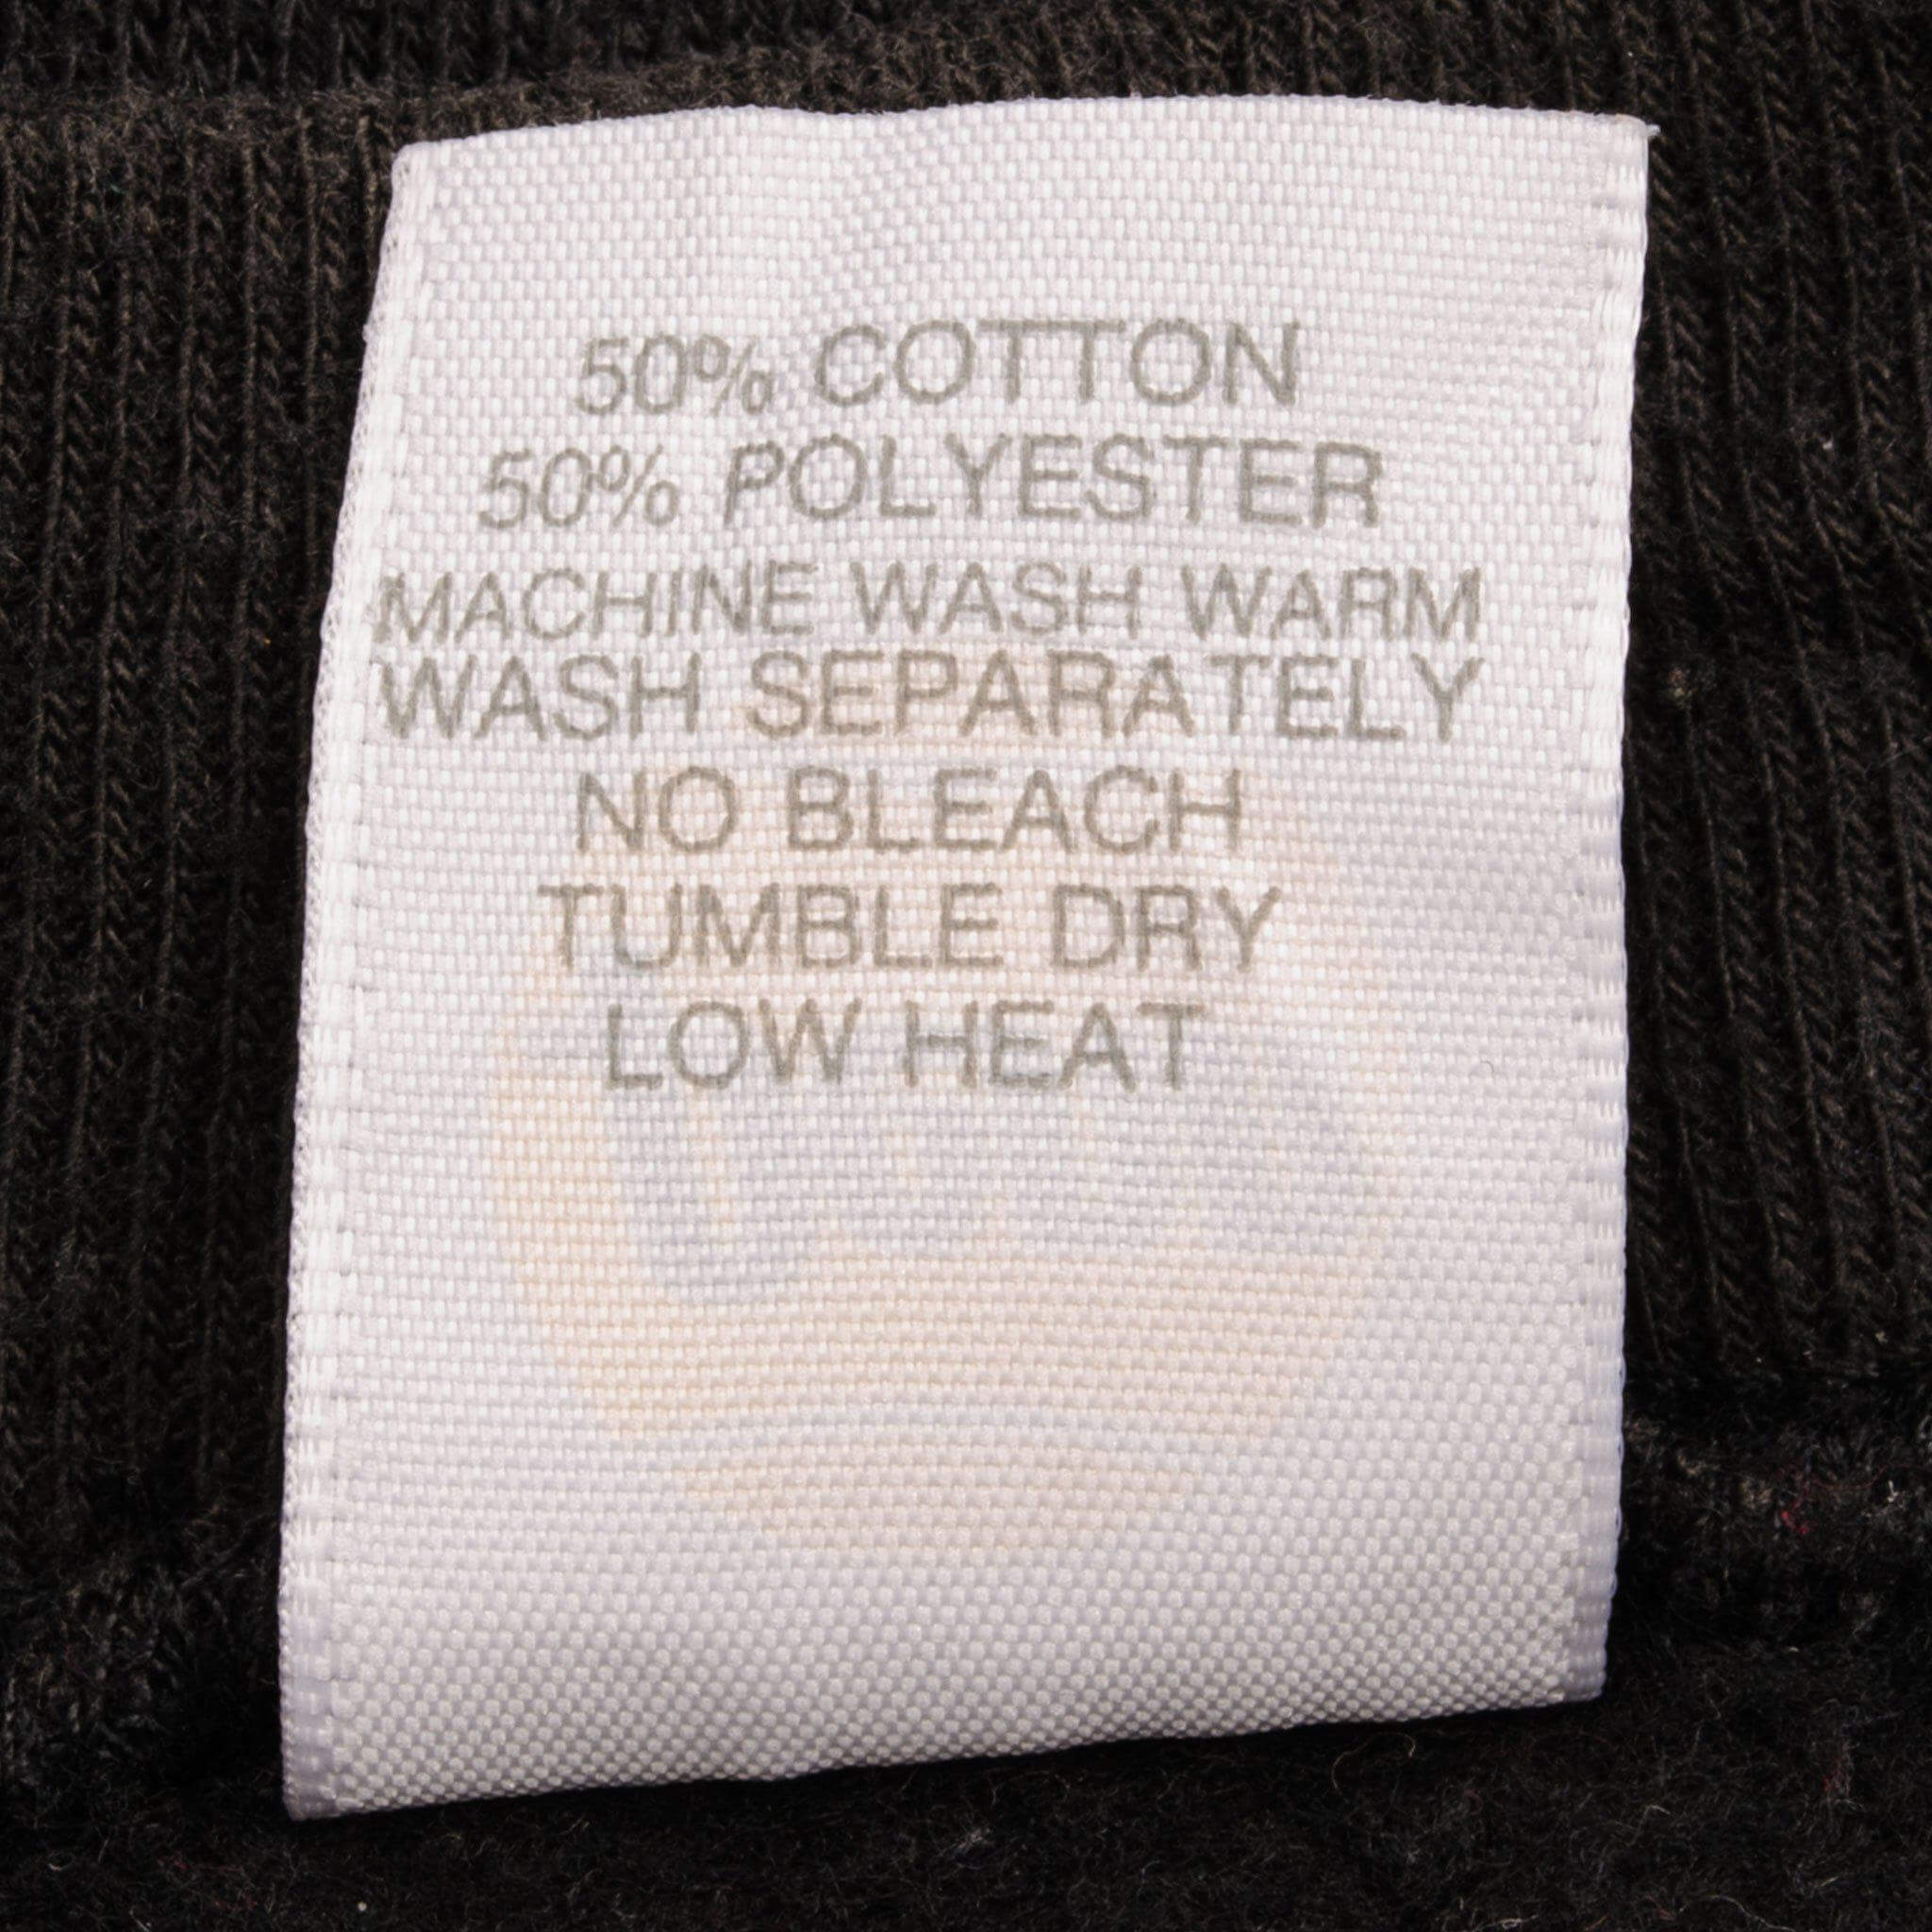 50% COTTON
50% POLYESTER
MACHINE WASH WARM
WASH SEPARATELY
NO BLEACH
TUMBLE DRY
LOW HEAT